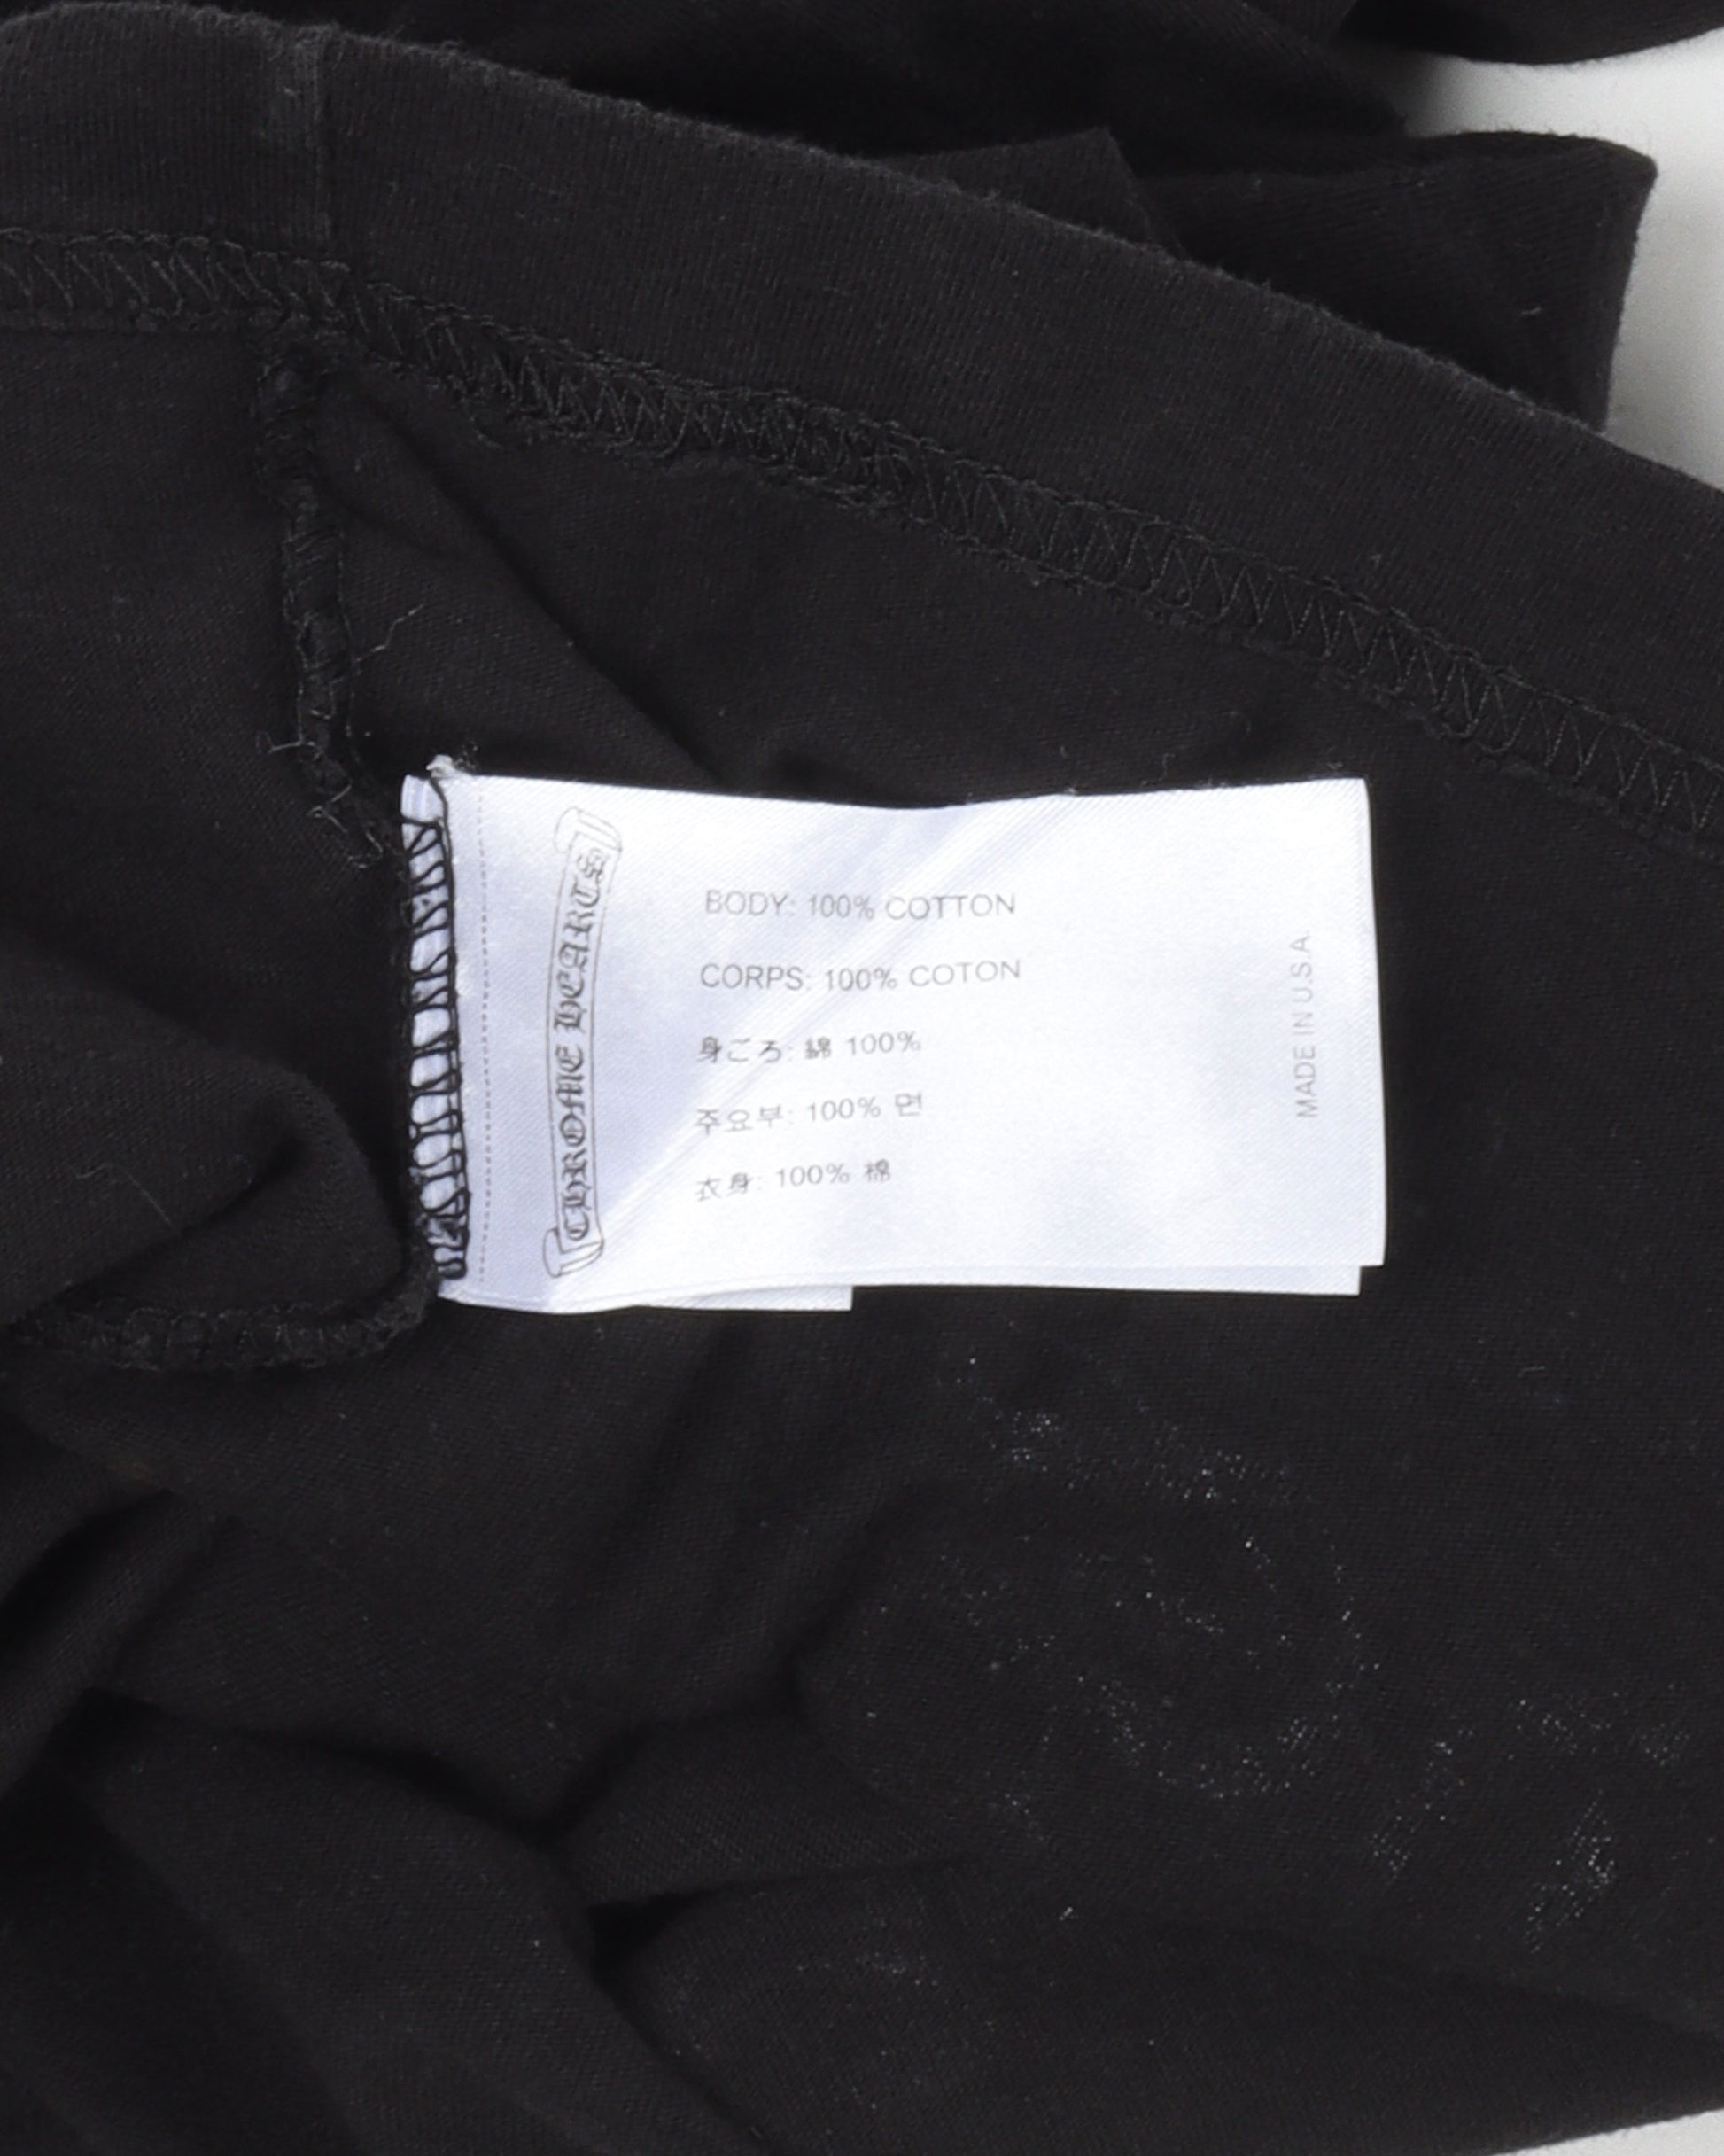 CHROME HEARTS
BODY: 100% COTTON
CORPS: 100% COTON
身ごろ: 綿 100%
주요부: 100% 면
衣身: 100% 棉
MADE IN U.S.A.